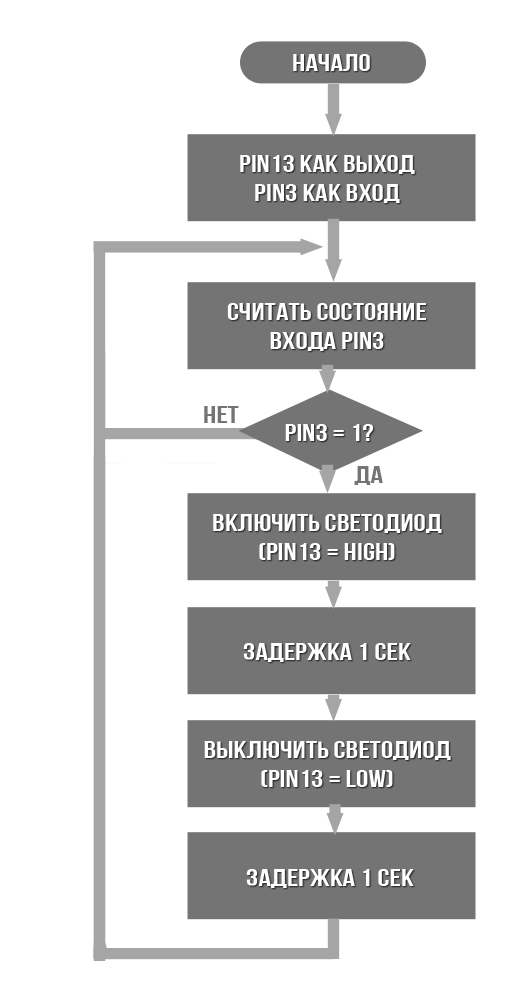 НАЧАЛО
PIN13 КАК ВЫХОД
PIN3 КАК ВХОД
СЧИТАТЬ СОСТОЯНИЕ
ВХОДА PIN3
НЕТ
PIN3 = 1?
ДА
ВКЛЮЧИТЬ СВЕТОДИОД
(PIN13 = HIGH)
ЗАДЕРЖКА 1 СЕК
ВЫКЛЮЧИТЬ СВЕТОДИОД
(PIN13 = LOW)
ЗАДЕРЖКА 1 СЕК